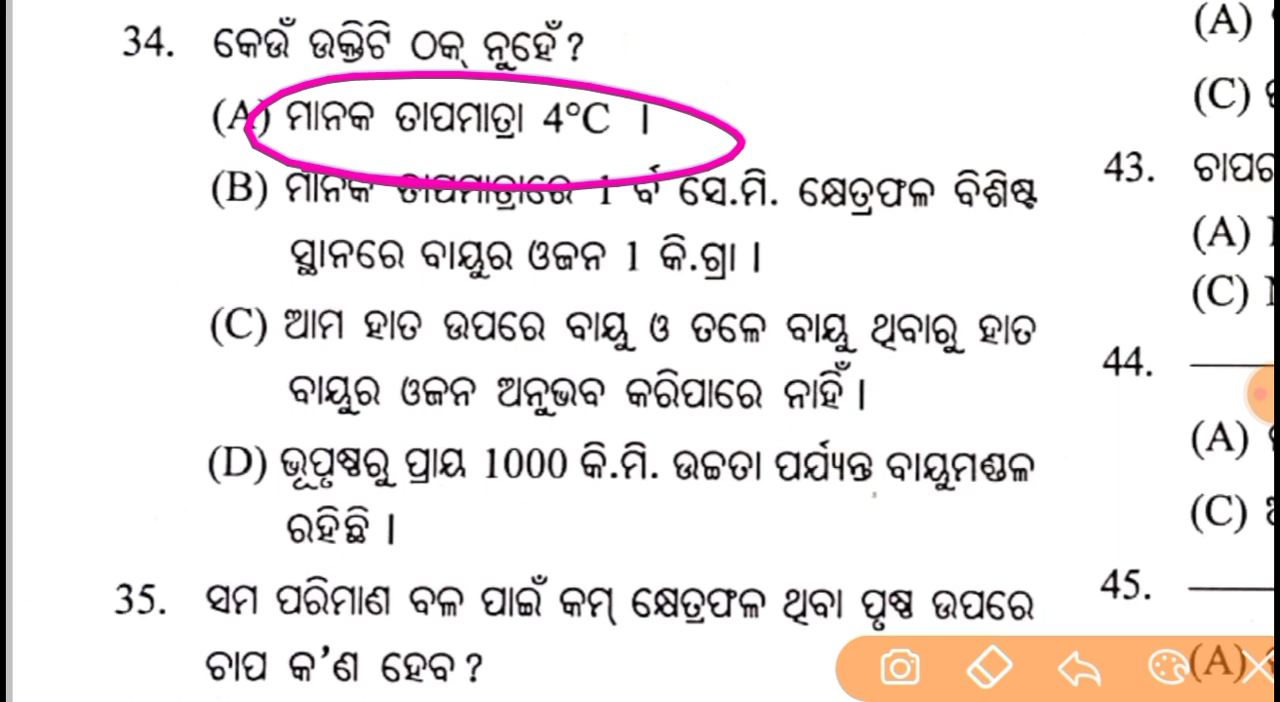 34. କେଉଁ ଉକ୍ତିଟି ଠକ୍ ନୁହେଁ ?
(A) ମାନକ ତାପମାତ୍ରା 4°C ।
(B) ମାନକ ତାପମାତ୍ରାରେ 1 ର୍ବ ସେ.ମି. କ୍ଷେତ୍ରଫଳ ବିଶିଷ୍ଟ
ସ୍ଥାନରେ ବାୟୁର ଓଜନ 1 କି.ଗ୍ରା ।
(C) ଆମ ହାତ ଉପରେ ବାୟୁ ଓ ତଳେ ବାୟୁ ଥିବାରୁ ହାତ
ବାୟୁର ଓଜନ ଅନୁଭବ କରିପାରେ ନାହିଁ ।
(D) ଭୂପୃଷ୍ଠରୁ ପ୍ରାୟ 1000 କି.ମି. ଉଚ୍ଚତା ପର୍ଯ୍ୟନ୍ତ ବାୟୁମଣ୍ଡଳ
ରହିଛି ।
35. ସମ ପରିମାଣ ବଳ ପାଇଁ କମ୍ କ୍ଷେତ୍ରଫଳ ଥିବା ପୃଷ୍ଠ ଉପରେ
ଚାପ କ'ଣ ହେବ ?
(A)
(C)
43. ଚାପର
(A)
(C)
44.
(A)
(C)
45.
(A)